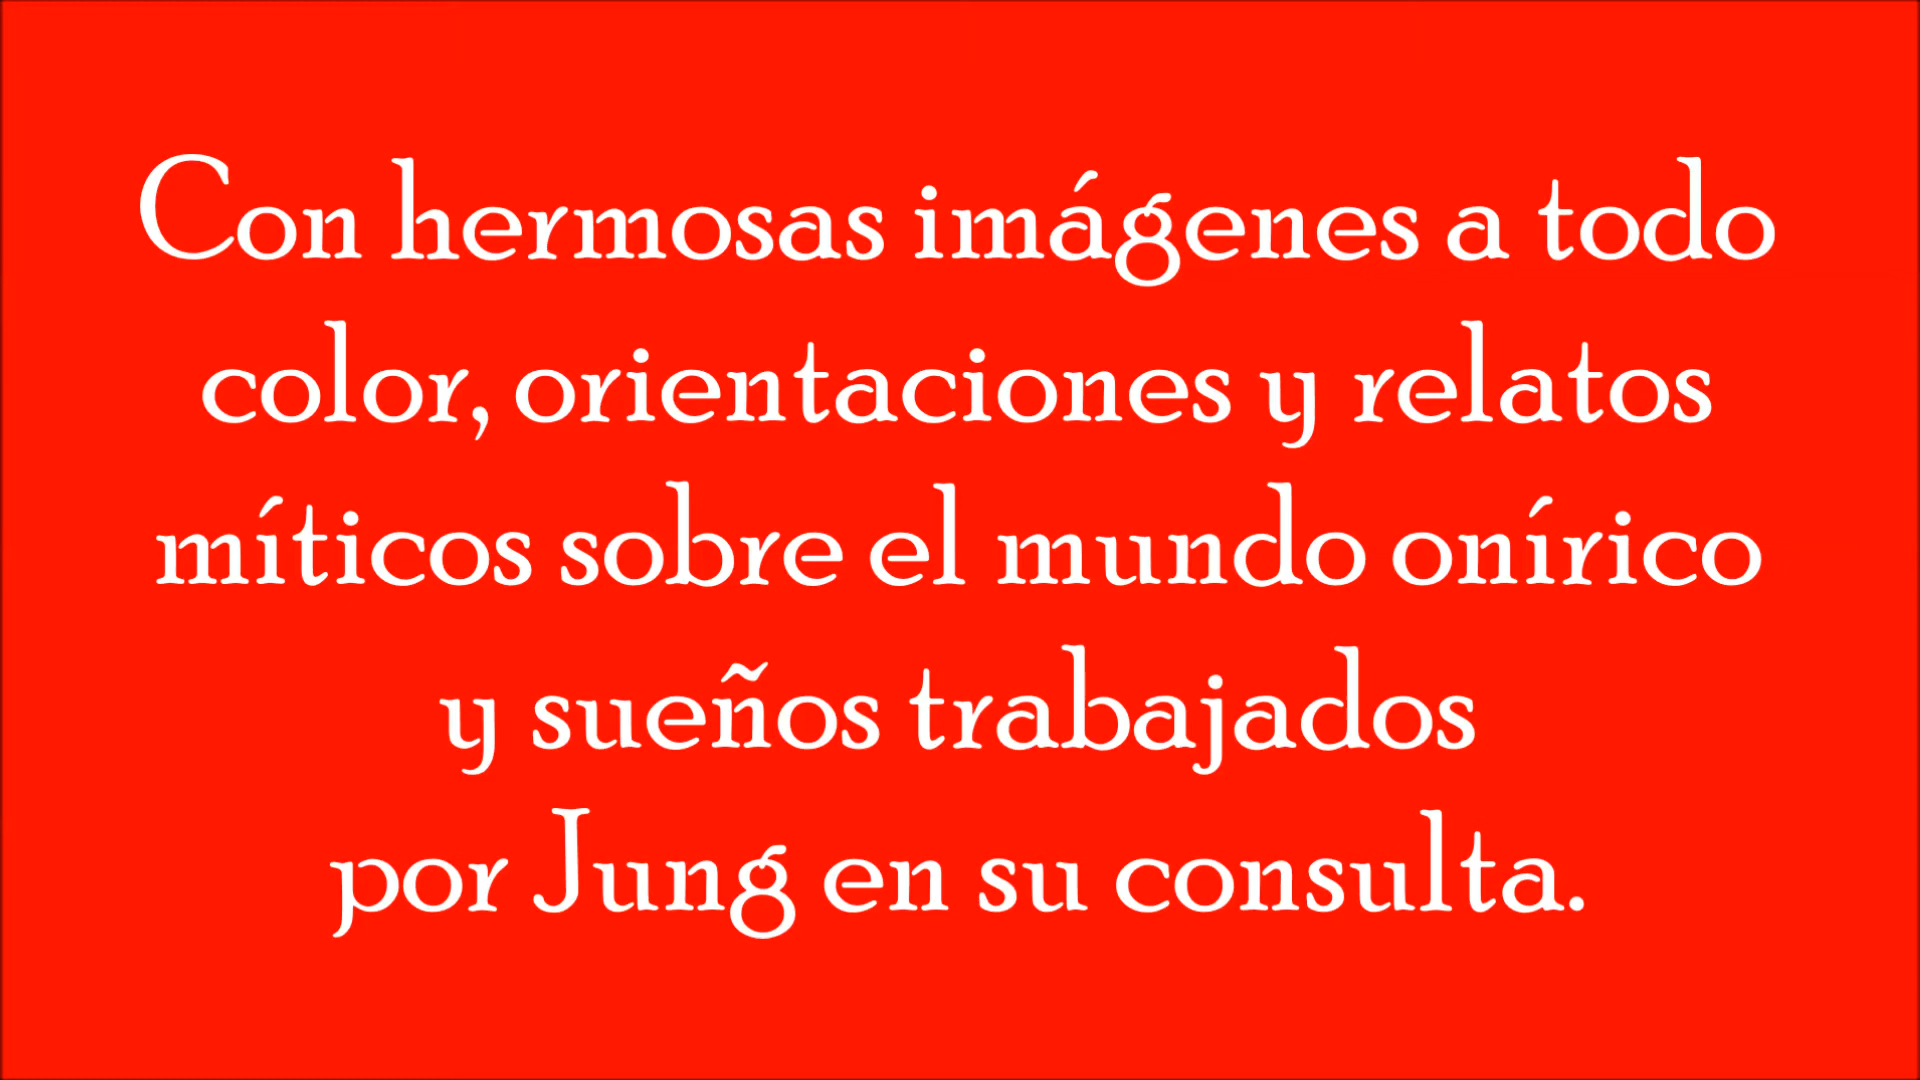 Con hermosas imágenes a todo
color, orientaciones y relatos
míticos sobre el mundo onírico
y sueños trabajados
por Jung en su consulta.